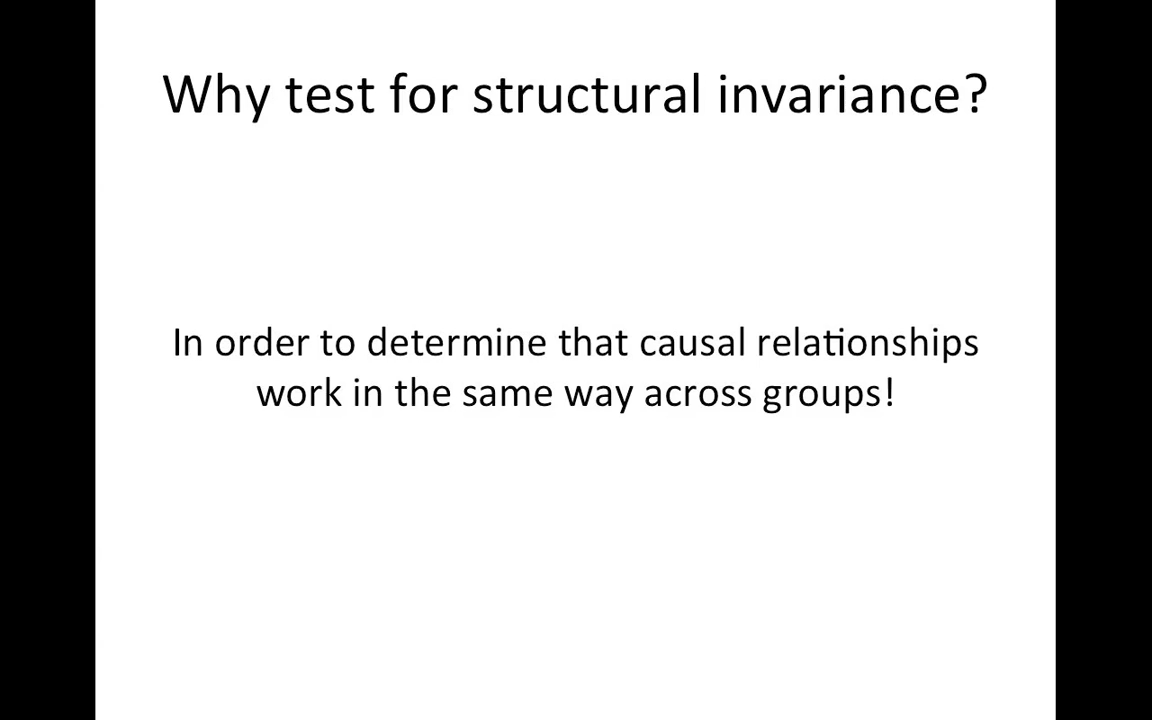 Why test for structural invariance?
In order to determine that causal relationships
work in the same way across groups!